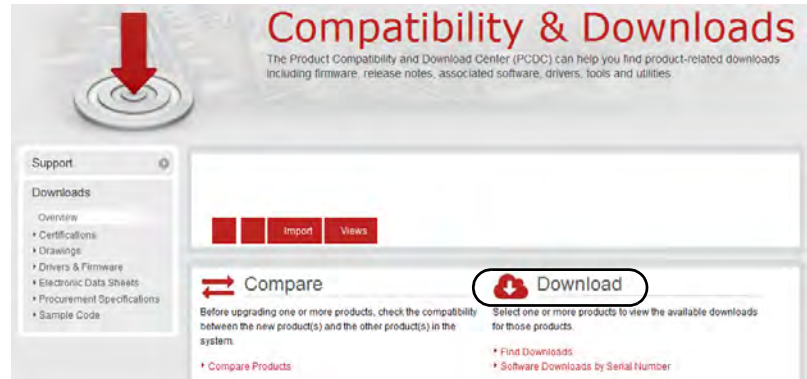 Compatibility & Downloads
The Product Compatibility and Download Center (PCDC) can help you find product-related downloads
including firmware, release notes, associated software, drivers, tools and utilities.
Support
Downloads
Overview
Certifications
Drawings
Drivers & Firmware
Electronic Data Sheets
Procurement Specifications
Sample Code
Import Views
Compare
Before upgrading one or more products, check the compatibility
between the new product(s) and the other product(s) in the
system.
Compare Products
Download
Select one or more products to view the available downloads
for those products.
Find Downloads
Software Downloads by Serial Number